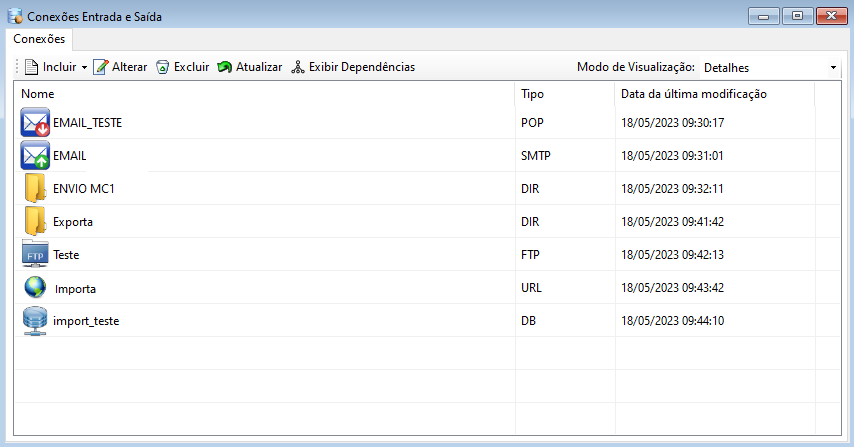 Conexões Entrada e Saída
Conexões
Incluir Alterar Excluir Atualizar Exibir Dependências Modo de Visualização: Detalhes
Nome Tipo Data da última modificação
EMAIL_TESTE POP 18/05/2023 09:30:17
EMAIL SMTP 18/05/2023 09:31:01
ENVIO MC1 DIR 18/05/2023 09:32:11
Exporta DIR 18/05/2023 09:41:42
FTP Teste FTP 18/05/2023 09:42:13
Importa URL 18/05/2023 09:43:42
import_teste DB 18/05/2023 09:44:10